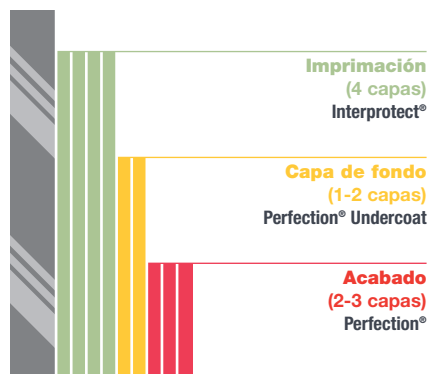 Imprimación
(4 capas)
Interprotect®
Capa de fondo
(1-2 capas)
Perfection® Undercoat
Acabado
(2-3 capas)
Perfection®